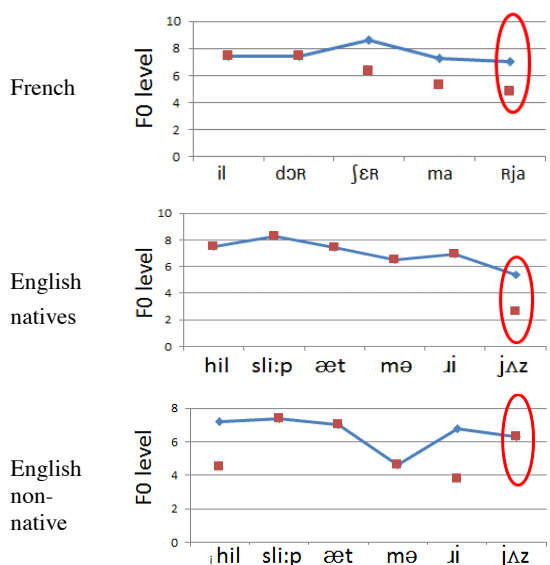 French
F0 level
10
8
6
4
2
0
il dɔʀ ʃɛʀ ma ʀja
English
natives
F0 level
10
8
6
4
2
0
hil sliːp æt mə ɹi jʌz
English
non-
native
F0 level
8
6
4
2
0
¡ hil sliːp æt mə ɹi jʌz